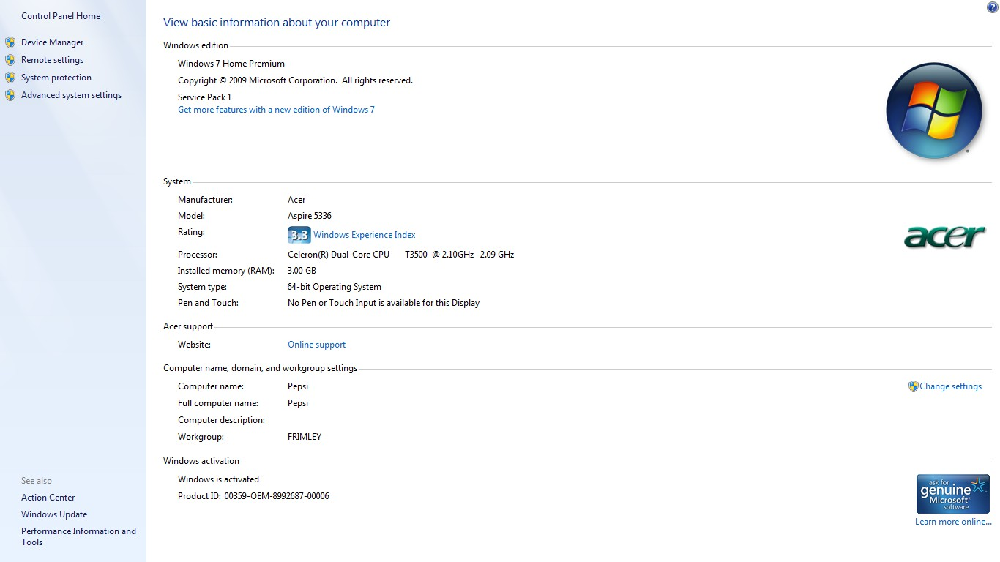 Control Panel Home
Device Manager
Remote settings
System protection
Advanced system settings
See also
Action Center
Windows Update
Performance Information and
Tools
?
View basic information about your computer
Windows edition
Windows 7 Home Premium
Copyright © 2009 Microsoft Corporation.  All rights reserved.
Service Pack 1
Get more features with a new edition of Windows 7
System
Manufacturer: Acer
Model: Aspire 5336
Rating: 3.3 Windows Experience Index
Processor: Celeron(R) Dual-Core CPU T3500 @ 2.10GHz 2.09 GHz
Installed memory (RAM): 3.00 GB
System type: 64-bit Operating System
Pen and Touch: No Pen or Touch Input is available for this Display
acer
Acer support
Website: Online support
Computer name, domain, and workgroup settings
Computer name: Pepsi
Change settings
Full computer name: Pepsi
Computer description:
Workgroup: FRIMLEY
Windows activation
Windows is activated
Product ID: 00359-OEM-8992687-00006
ask for
genuine
Microsoft
software
Learn more online...